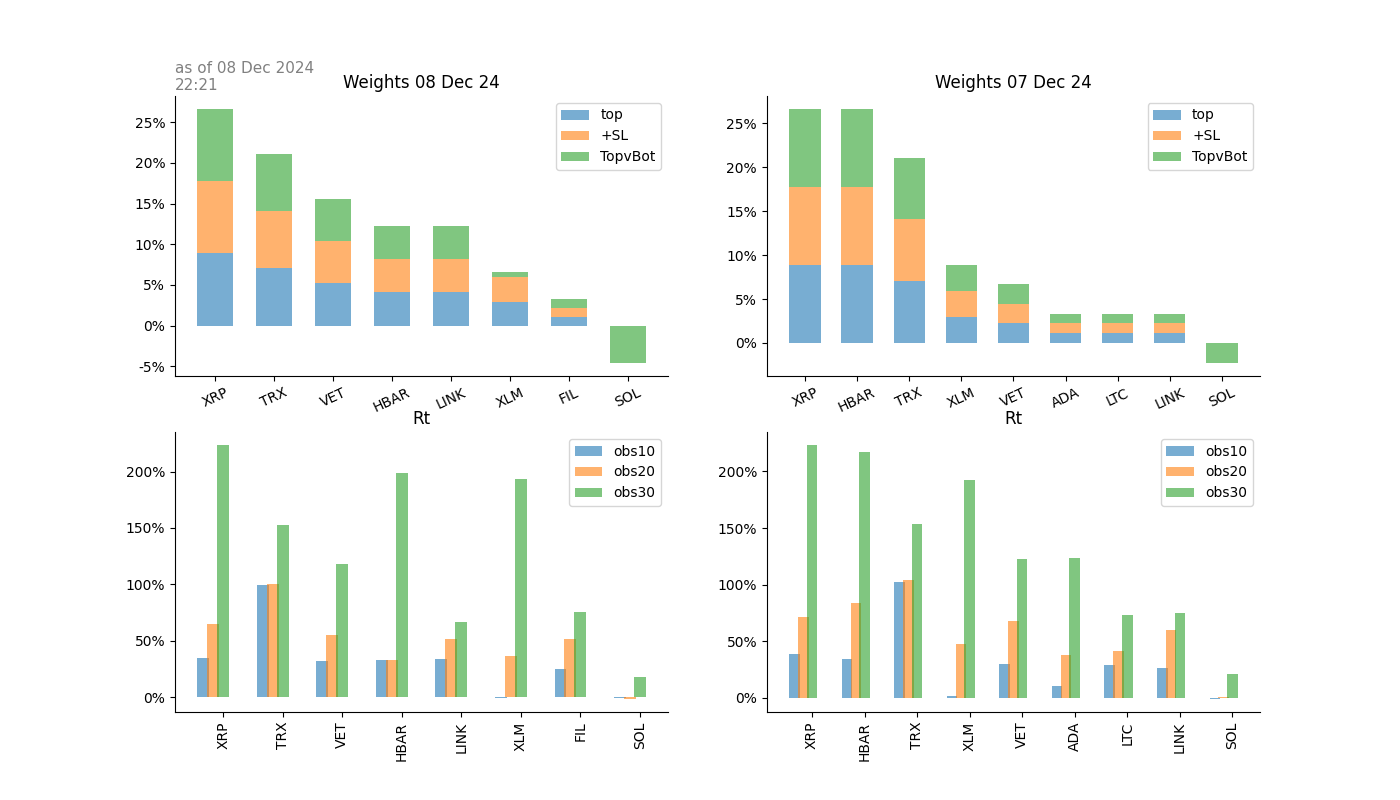 as of 08 Dec 2024
22:21
Weights 08 Dec 24
25%
20%
15%
10%
5%
0%
-5%
top
+SL
TopvBot
XRP
TRX
VET
HBAR
LINK
XLM
FIL
SOL
Weights 07 Dec 24
25%
20%
15%
10%
5%
0%
top
+SL
TopvBot
XRP
HBAR
TRX
XLM
VET
ADA
LTC
LINK
SOL
Rt
200%
150%
100%
50%
0%
obs10
obs20
obs30
XRP
TRX
VET
HBAR
LINK
XLM
FIL
SOL
Rt
200%
150%
100%
50%
0%
obs10
obs20
obs30
XRP
HBAR
TRX
XLM
VET
ADA
LTC
LINK
SOL